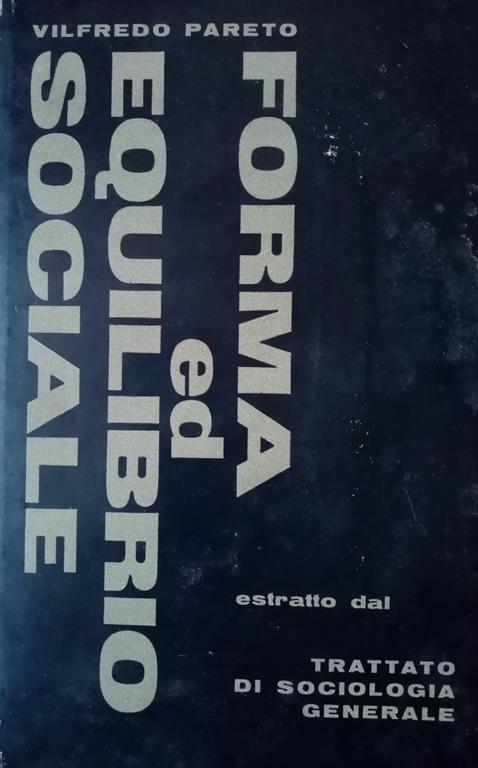 VILFREDO PARETO
FORMA
ed
EQUILIBRIO
SOCIALE
estratto dal
TRATTATO
DI SOCIOLOGIA
GENERALE